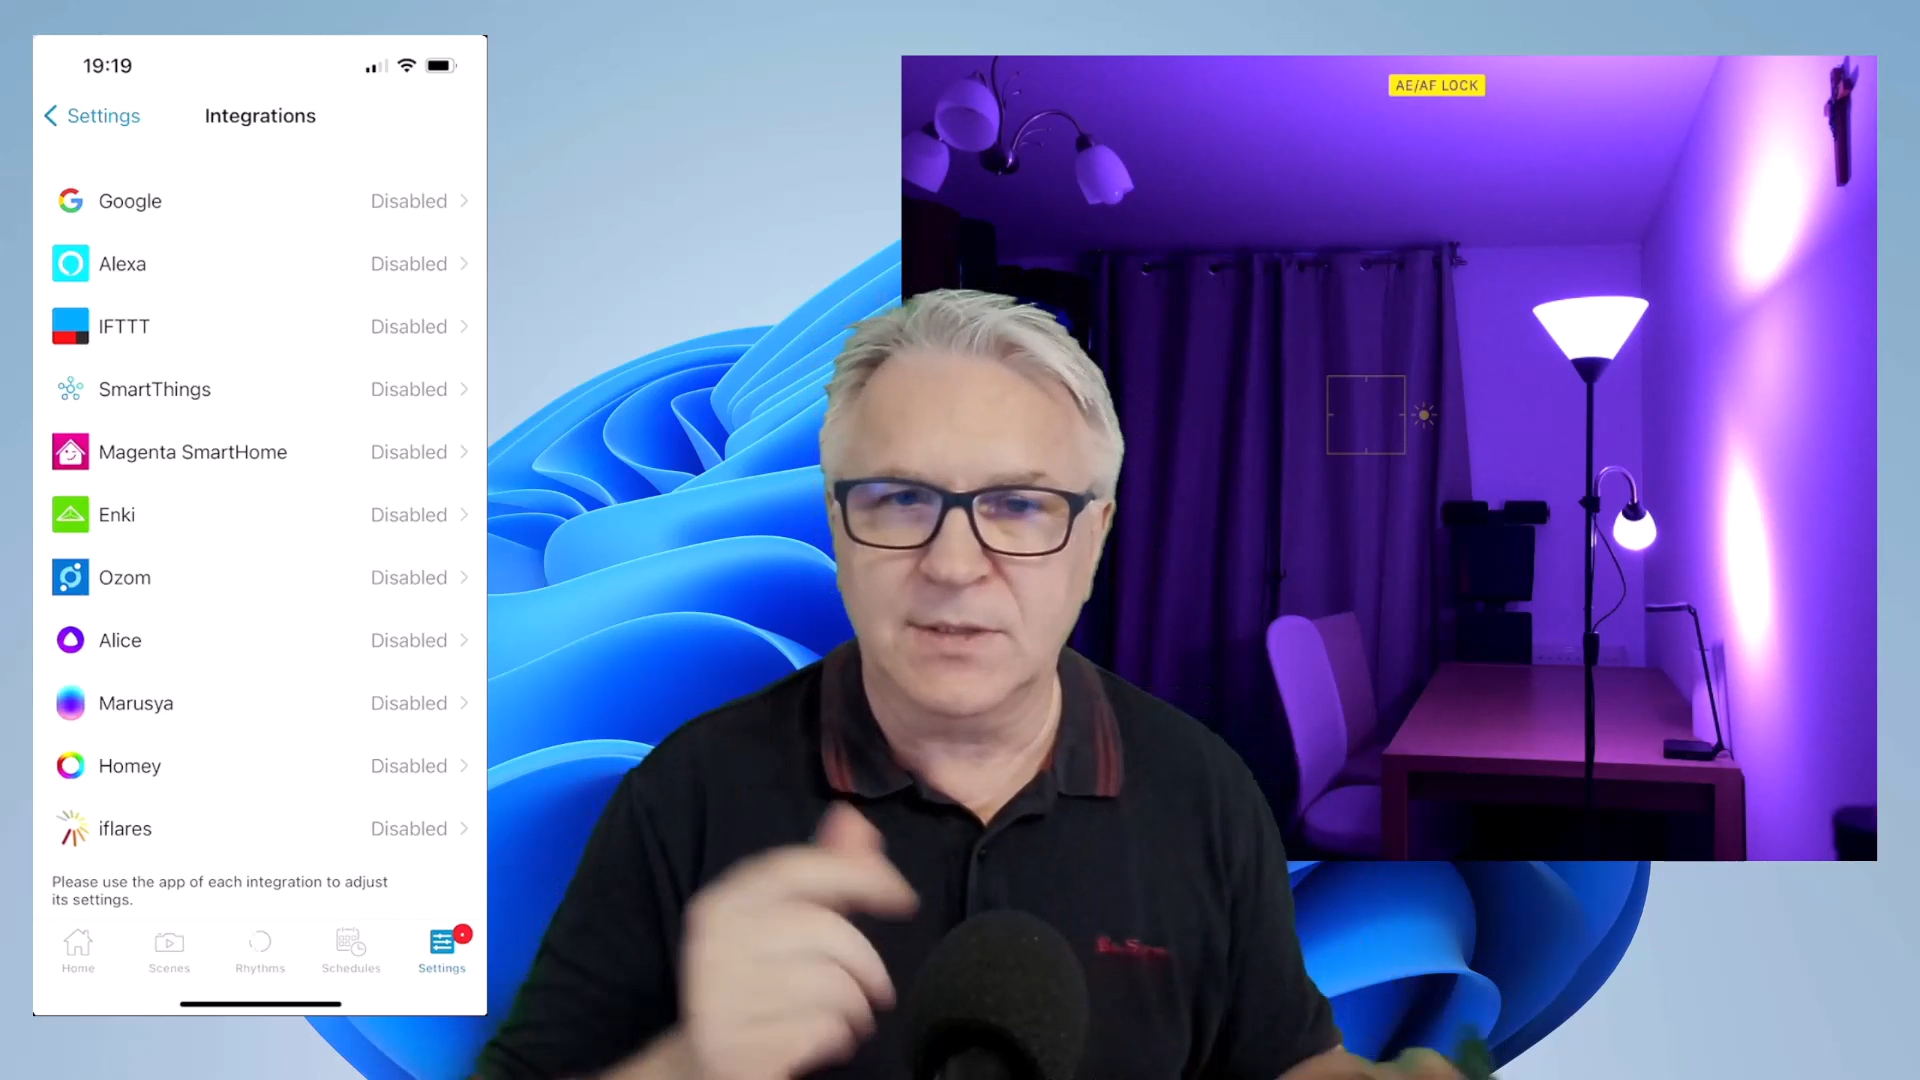 19:19
Settings
Integrations
Google Disabled
Alexa Disabled
IFTTT Disabled
SmartThings Disabled
Magenta SmartHome Disabled
Enki Disabled
Ozom Disabled
Alice Disabled
Marusya Disabled
Homey Disabled
iflares Disabled
Please use the app of each integration to adjust
its settings.
Home Scenes Rhythms Schedules Settings
AE/AF LOCK